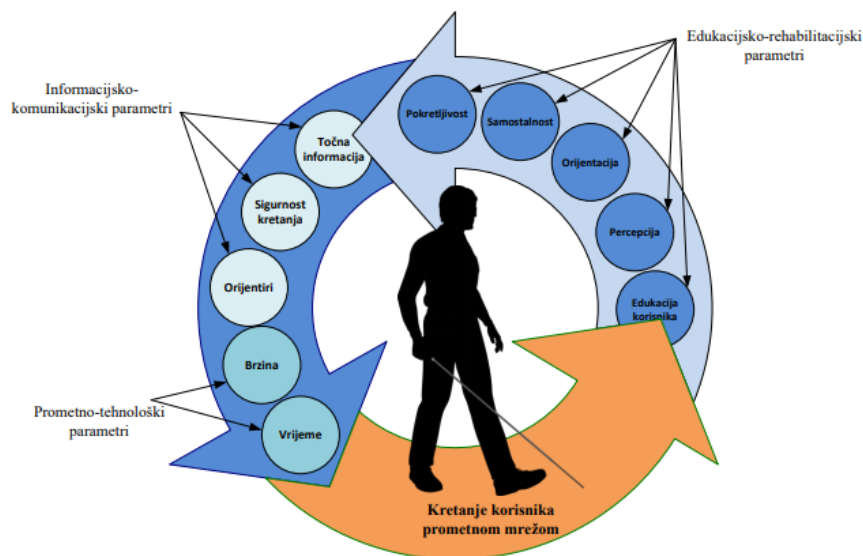 Edukacijsko-rehabilitacijski
parametri
Informacijsko-
komunikacijski parametri
Pokretljivost
Samostalnost
Točna
informacija
Orijentacija
Sigurnost
kretanja
Percepcija
Orijentiri
Edukacija
korisnika
Brzina
Prometno-tehnološki
parametri
Vrijeme
Kretanje korisnika
prometnom mrežom